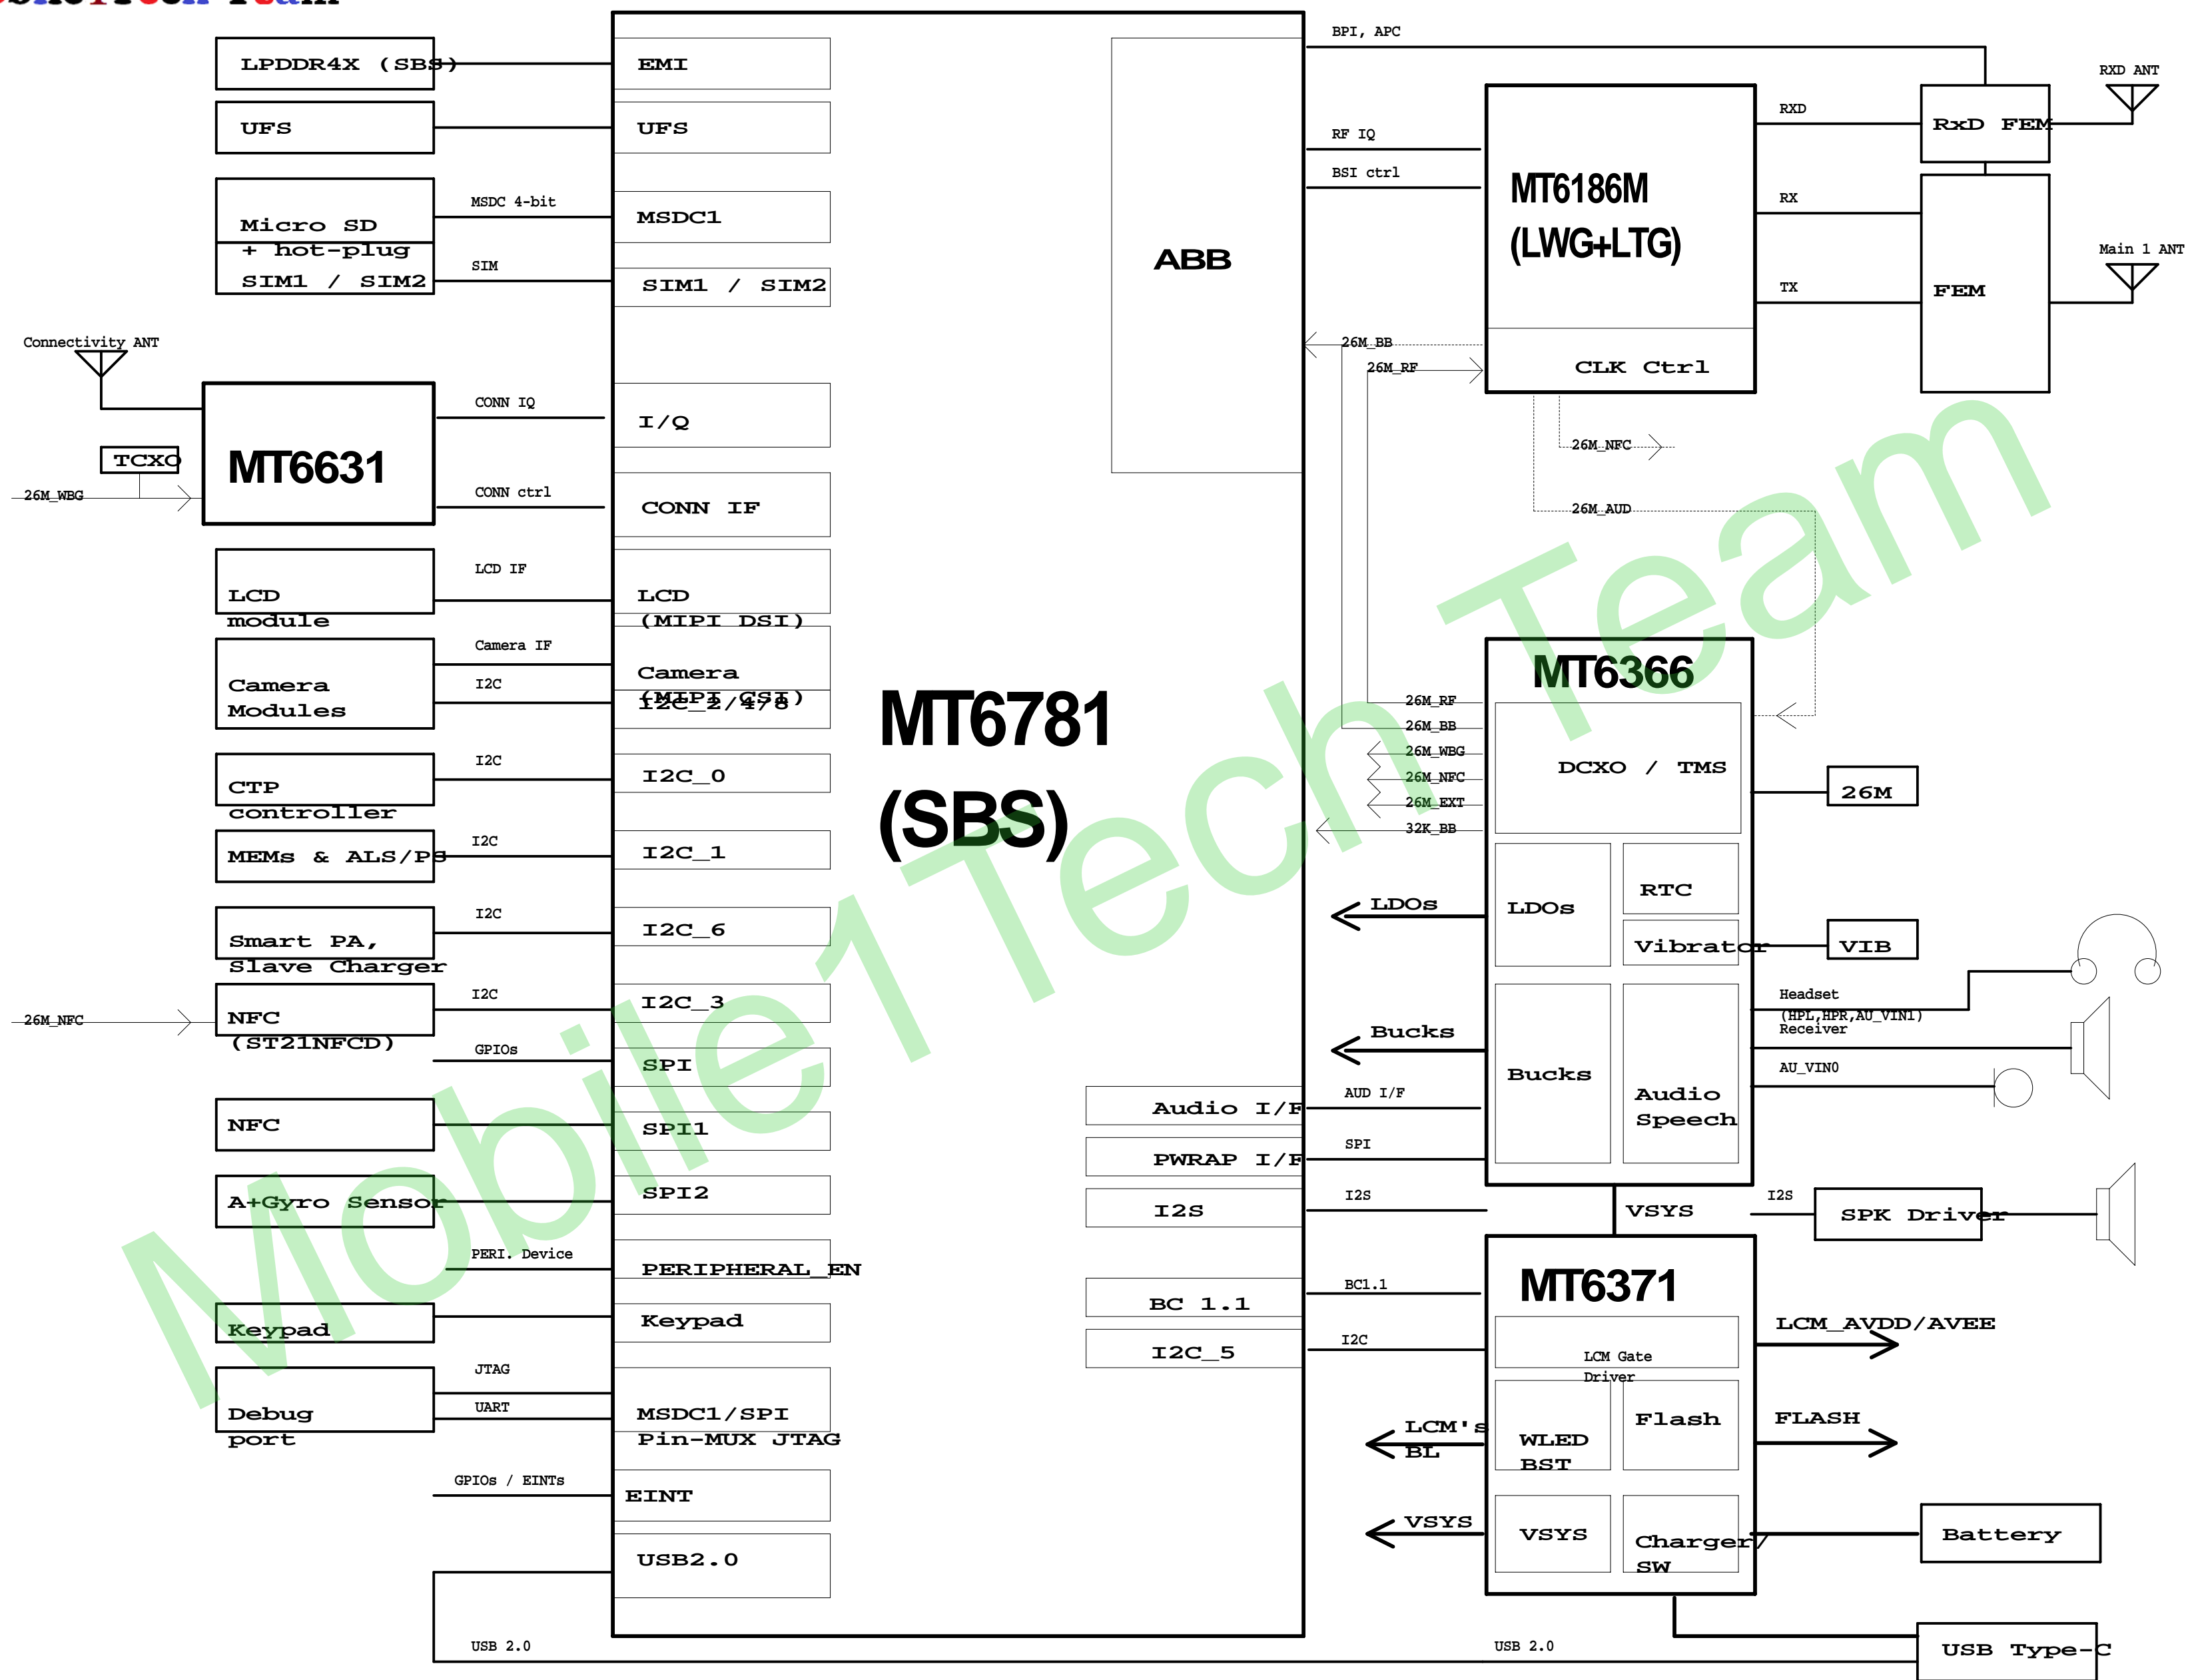 LPDDR4X (SBS)
EMI
UFS
UFS
MSDC 4-bit
Micro SD
+ hot-plug
MSDC1
SIM
SIM1 / SIM2
SIM1 / SIM2
Connectivity ANT
MT6631
TCXO
26M_WBG
CONN IQ
I/Q
CONN ctrl
CONN IF
LCD IF
LCD
module
LCD
(MIPI DSI)
Camera IF
I2C
Camera
Modules
Camera
(MIPI CSI)
I2C_2/4/8
CTP
controller
I2C
I2C_0
MEMs & ALS/PS
I2C
I2C_1
Smart PA,
Slave Charger
I2C
I2C_6
26M_NFC
NFC
(ST21NFCD)
I2C
I2C_3
GPIOs
SPI
NFC
SPI1
A+Gyro Sensor
SPI2
PERI. Device
PERIPHERAL_EN
Keypad
Keypad
JTAG
UART
Debug
port
MSDC1/SPI
Pin-MUX JTAG
GPIOs / EINTs
EINT
USB2.0
USB 2.0
MT6781
(SBS)
ABB
Audio I/F
PWRAP I/F
I2S
BC 1.1
I2C_5
BPI, APC
RF IQ
BSI ctrl
MT6186M
(LWG+LTG)
CLK Ctrl
26M_BB
26M_RF
RXD
RX
TX
RxD FEM
FEM
RXD ANT
Main 1 ANT
26M_NFC
26M_AUD
MT6366
26M_RF
26M_BB
26M_WBG
26M_NFC
26M_EXT
32K_BB
DCXO / TMS
26M
LDOs
LDOs
RTC
Vibrator
VIB
Bucks
Bucks
Audio
Speech
Headset
(HPL,HPR,AU_VIN1)
Receiver
AU_VIN0
AUD I/F
SPI
I2S
VSYS
I2S
SPK Driver
MT6371
BC1.1
I2C
LCM Gate
Driver
LCM_AVDD/AVEE
LCM's
BL
WLED
BST
Flash
FLASH
VSYS
VSYS
Charger/
SW
Battery
USB 2.0
USB Type-C
Mobile1Tech Team